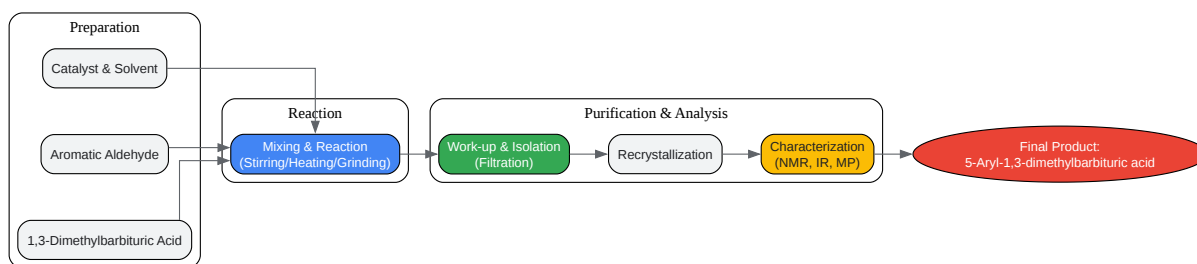 Preparation
Catalyst & Solvent
Aromatic Aldehyde
1,3-Dimethylbarbituric Acid
Reaction
Mixing & Reaction
(Stirring/Heating/Grinding)
Purification & Analysis
Work-up & Isolation
(Filtration)
Recrystallization
Characterization
(NMR, IR, MP)
Final Product:
5-Aryl-1,3-dimethylbarbituric acid